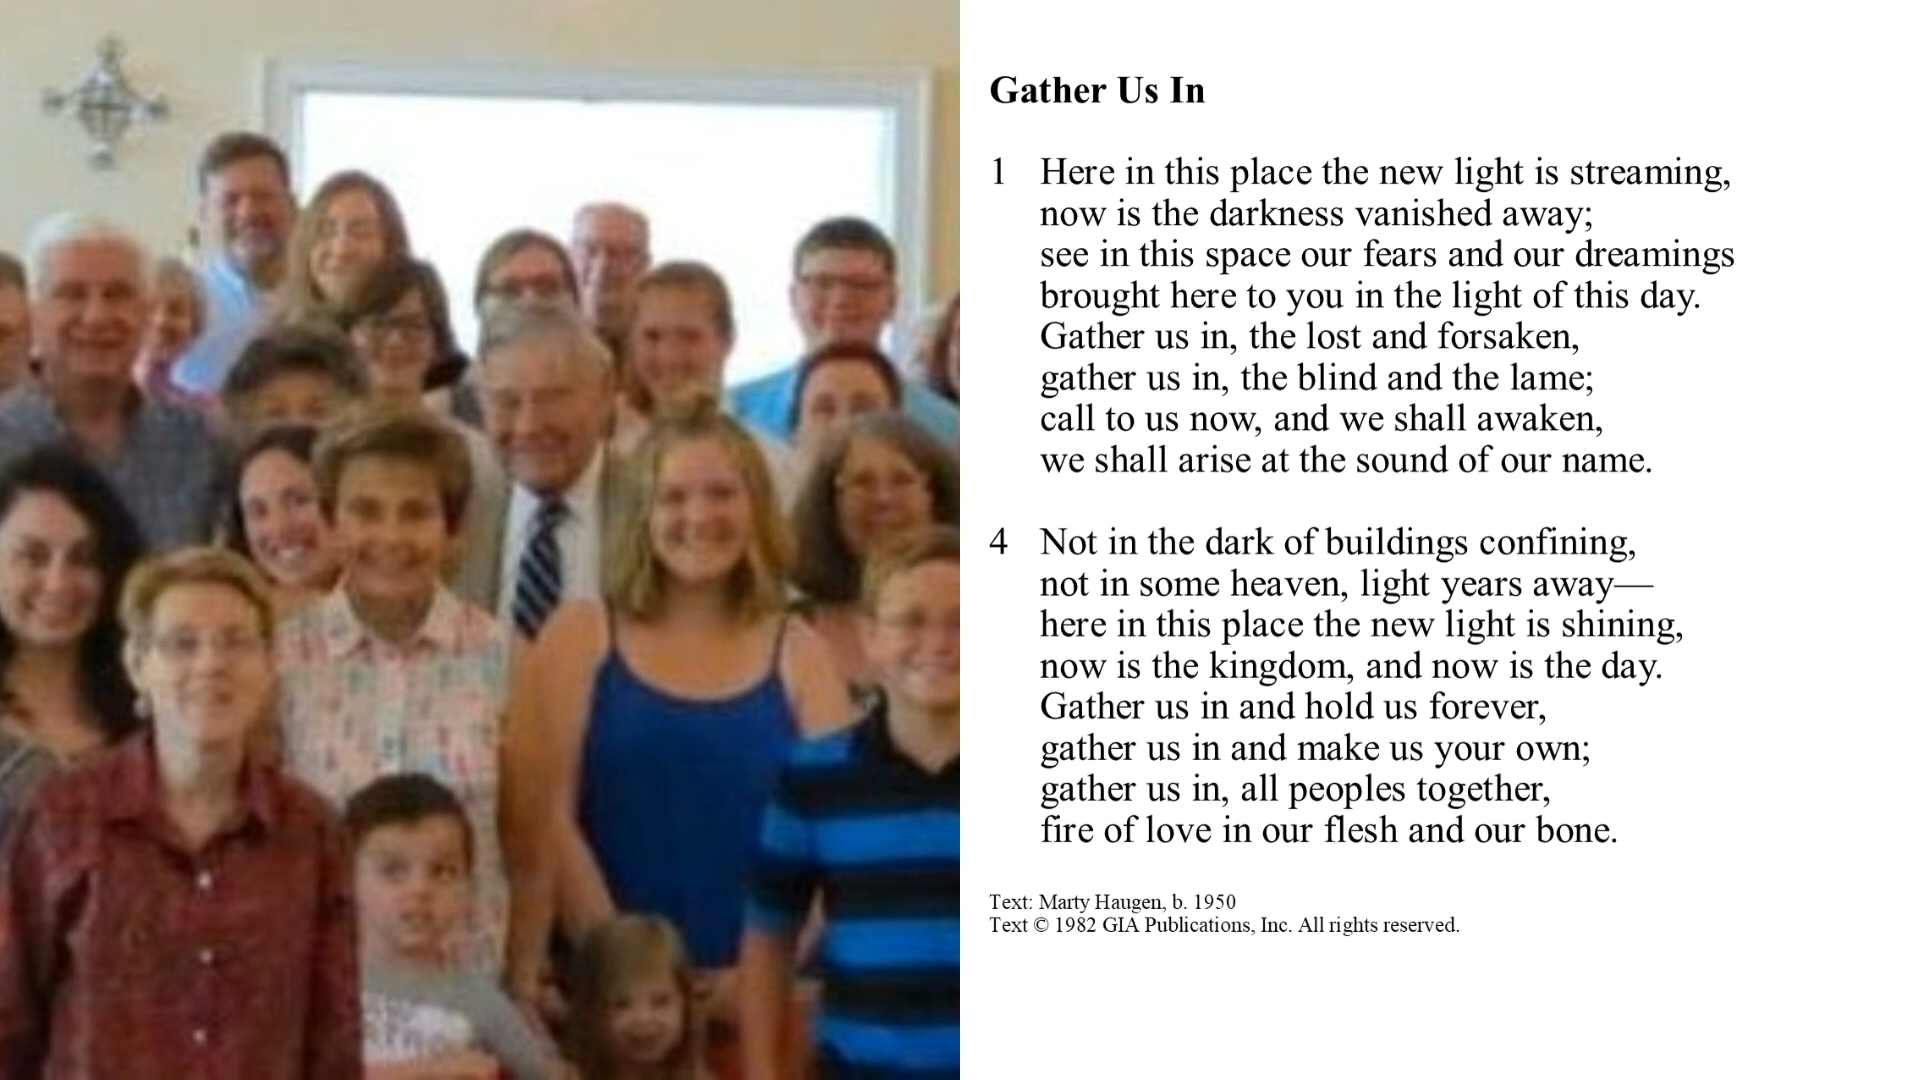 Gather Us In
1 Here in this place the new light is streaming,
now is the darkness vanished away;
see in this space our fears and our dreamings
brought here to you in the light of this day.
Gather us in, the lost and forsaken,
gather us in, the blind and the lame;
call to us now, and we shall awaken,
we shall arise at the sound of our name.
4 Not in the dark of buildings confining,
not in some heaven, light years away—
here in this place the new light is shining,
now is the kingdom, and now is the day.
Gather us in and hold us forever,
gather us in and make us your own;
gather us in, all peoples together,
fire of love in our flesh and our bone.
Text: Marty Haugen, b. 1950
Text © 1982 GIA Publications, Inc. All rights reserved.